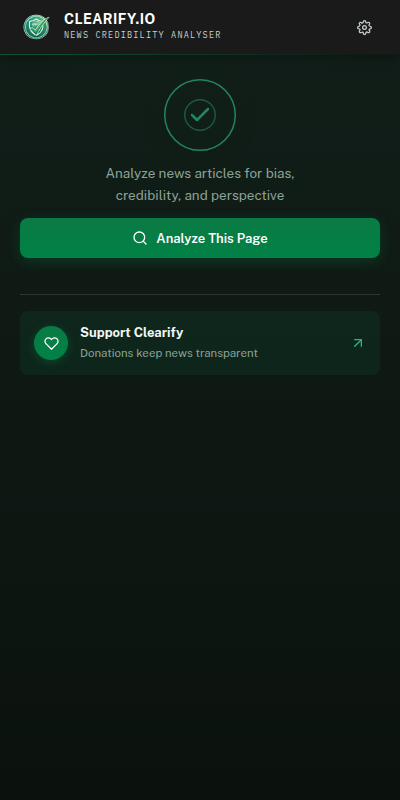 CLEARIFY.IO
NEWS CREDIBILITY ANALYSER
Analyze news articles for bias,
credibility, and perspective
Analyze This Page
Support Clearify
Donations keep news transparent